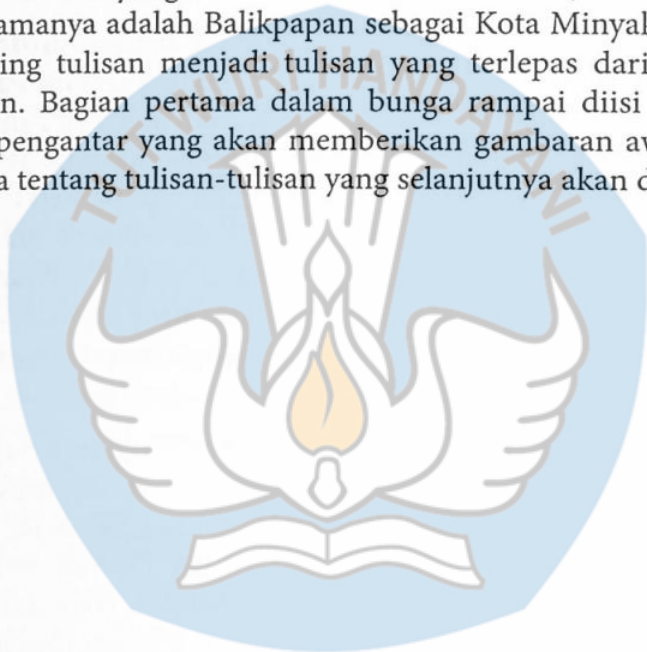 amanya adalah Balikpapan sebagai Kota Minyak
ing tulisan menjadi tulisan yang terlepas dari
n. Bagian pertama dalam bunga rampai diisi
pengantar yang akan memberikan gambaran aw
a tentang tulisan-tulisan yang selanjutnya akan d
TUT WURI HANDAYANI